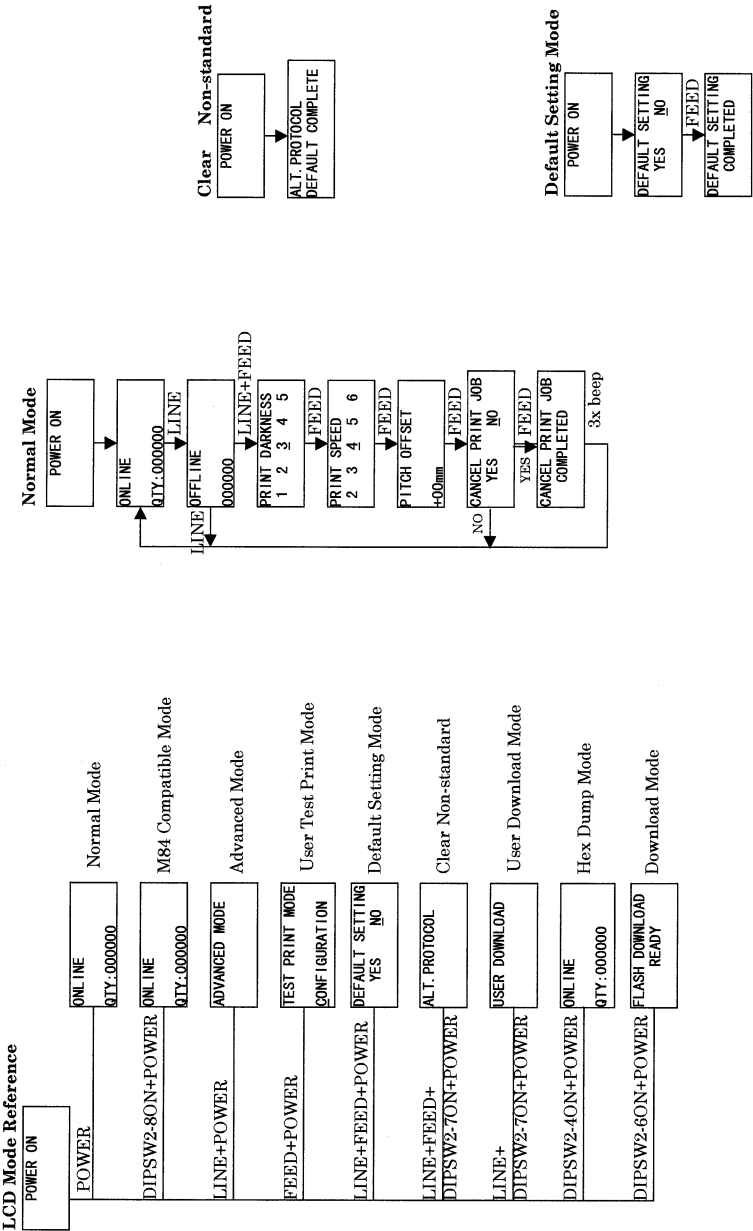 LCD Mode Reference
POWER ON
POWER
ONLINE
QTY:000000
Normal Mode
DIPSW2-8ON+POWER
ONLINE
QTY:000000
M84 Compatible Mode
LINE+POWER
ADVANCED MODE
Advanced Mode
FEED+POWER
TEST PRINT MODE
CONFIGURATION
User Test Print Mode
LINE+FEED+POWER
DEFAULT SETTING
YES NO
Default Setting Mode
LINE+FEED+
DIPSW2-7ON+POWER
ALT.PROTOCOL
Clear Non-standard
LINE+
DIPSW2-7ON+POWER
USER DOWNLOAD
User Download Mode
DIPSW2-4ON+POWER
ONLINE
QTY:000000
Hex Dump Mode
DIPSW2-6ON+POWER
FLASH DOWNLOAD
READY
Download Mode
Normal Mode
POWER ON
ONLINE
QTY:000000
LINE
OFFLINE
000000
LINE
LINE+FEED
PRINT DARKNESS
1 2 3 4 5
FEED
PRINT SPEED
2 3 4 5 6
FEED
PITCH OFFSET
+00mm
FEED
CANCEL PRINT JOB
YES NO
NO
YES
FEED
CANCEL PRINT JOB
COMPLETED
3x beep
Clear Non-standard
POWER ON
ALT.PROTOCOL
DEFAULT COMPLETE
Default Setting Mode
POWER ON
DEFAULT SETTING
YES NO
FEED
DEFAULT SETTING
COMPLETED